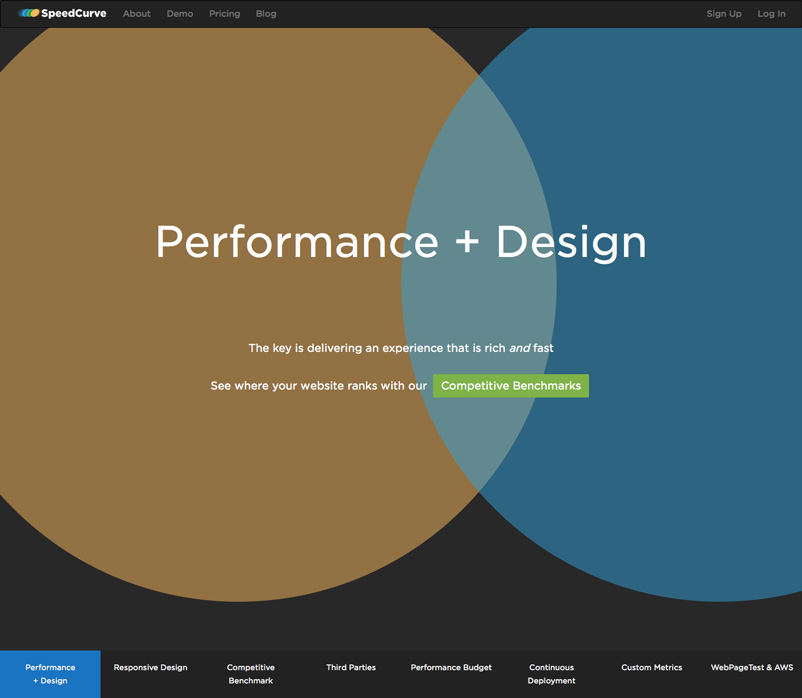 SpeedCurve About Demo Pricing Blog Sign Up Log In
Performance + Design
The key is delivering an experience that is rich and fast
See where your website ranks with our Competitive Benchmarks
Performance
+ Design
Responsive Design
Competitive
Benchmark
Third Parties
Performance Budget
Continuous
Deployment
Custom Metrics
WebPageTest & AWS